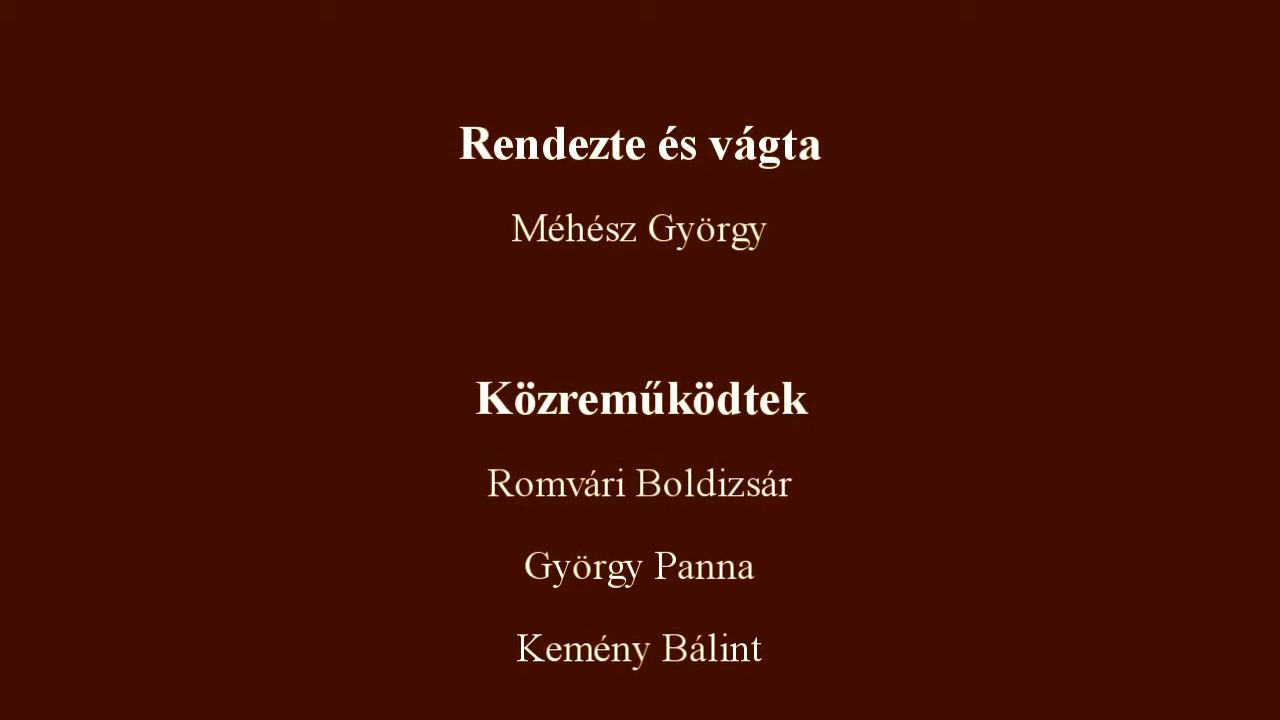 Rendezte és vágta
Méhész György
Közreműködtek
Romvári Boldizsár
György Panna
Kemény Bálint